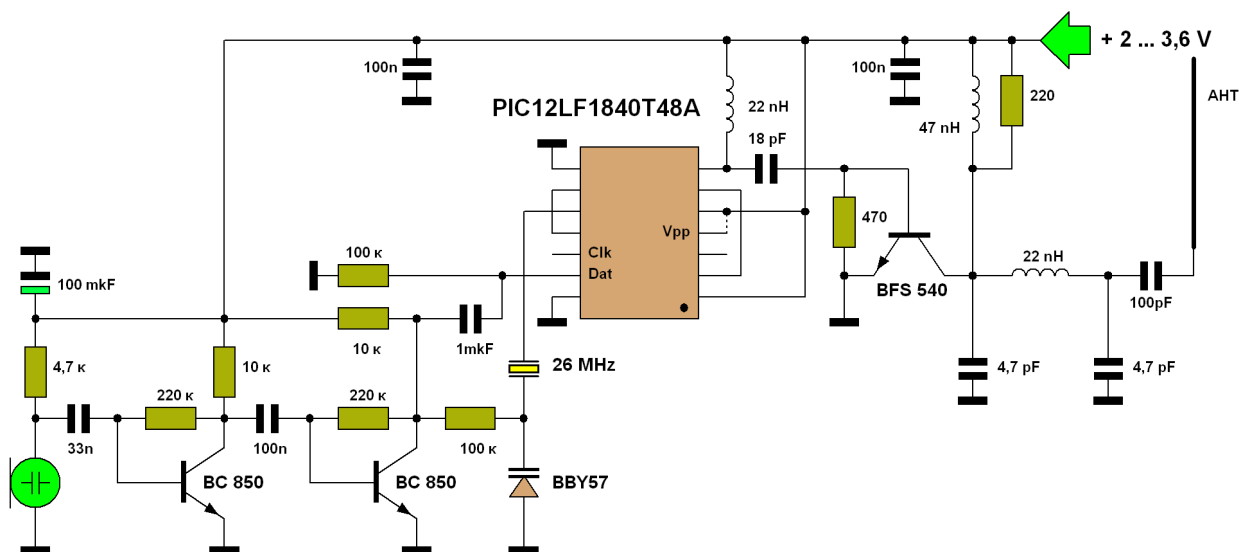 + 2 ... 3,6 V
100n
100n
220
АНТ
PIC12LF1840T48A
22 nH
47 nH
18 pF
470
Vpp
Clk
Dat
100 к
BFS 540
22 nH
100pF
100 mkF
10 к
1mkF
4,7 к
10 к
26 MHz
4,7 pF
4,7 pF
220 к
220 к
33n
100n
100 к
BC 850
BC 850
BBY57